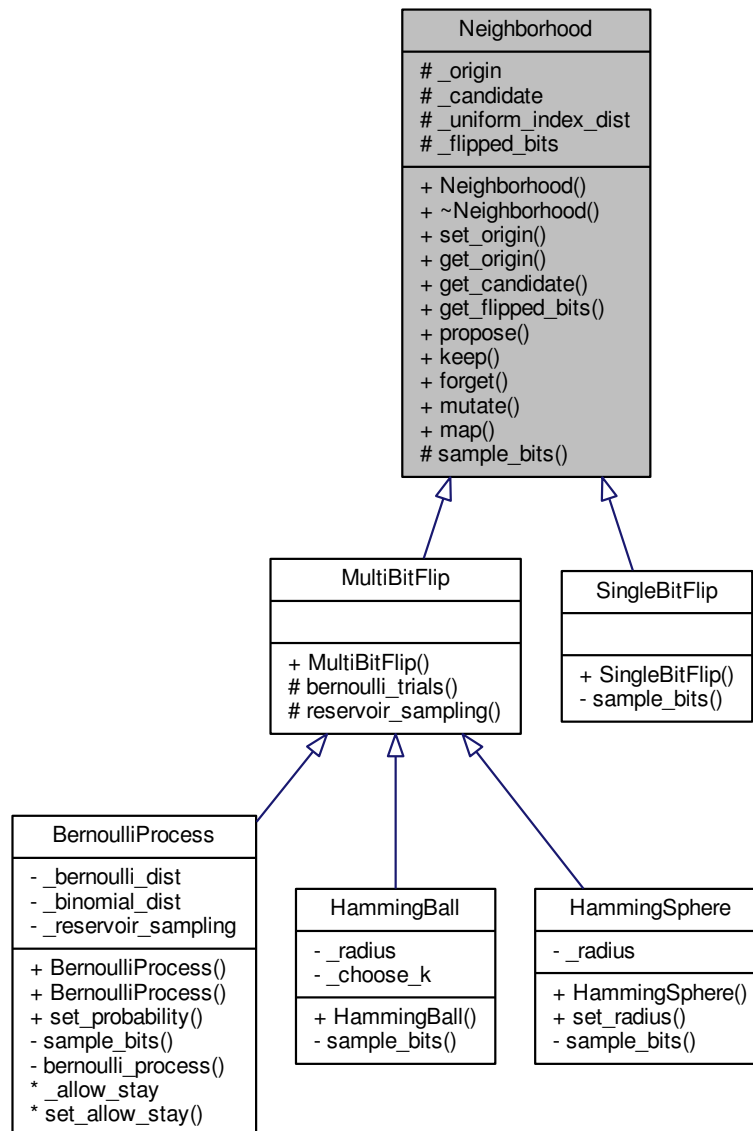 Neighborhood
# _origin
# _candidate
# _uniform_index_dist
# _flipped_bits
+ Neighborhood()
+ ~Neighborhood()
+ set_origin()
+ get_origin()
+ get_candidate()
+ get_flipped_bits()
+ propose()
+ keep()
+ forget()
+ mutate()
+ map()
# sample_bits()
MultiBitFlip
+ MultiBitFlip()
# bernoulli_trials()
# reservoir_sampling()
SingleBitFlip
+ SingleBitFlip()
- sample_bits()
BernoulliProcess
- _bernoulli_dist
- _binomial_dist
- _reservoir_sampling
+ BernoulliProcess()
+ BernoulliProcess()
+ set_probability()
- sample_bits()
- bernoulli_process()
* _allow_stay
* set_allow_stay()
HammingBall
- _radius
- _choose_k
+ HammingBall()
- sample_bits()
HammingSphere
- _radius
+ HammingSphere()
+ set_radius()
- sample_bits()